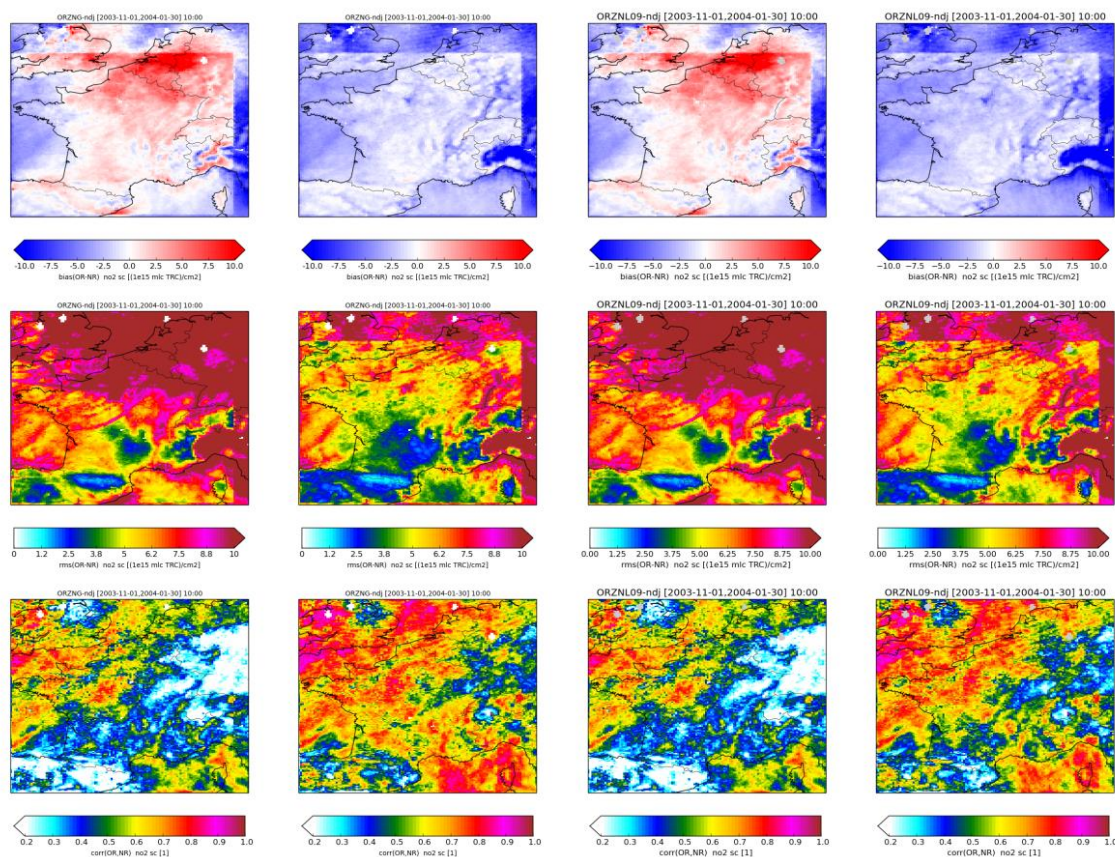 ORZNG-ndj [2003-11-01,2004-01-30] 10:00
ORZNG-ndj [2003-11-01,2004-01-30] 10:00
ORZNL09-ndj [2003-11-01,2004-01-30] 10:00
ORZNL09-ndj [2003-11-01,2004-01-30] 10:00
-10.0 -7.5 -5.0 -2.5 0.0 2.5 5.0 7.5 10.0
bias(OR-NR) no2 sc [(1e15 mlc TRC)/cm2]
-10.0 -7.5 -5.0 -2.5 0.0 2.5 5.0 7.5 10.0
bias(OR-NR) no2 sc [(1e15 mlc TRC)/cm2]
−10.0 −7.5 −5.0 −2.5 0.0 2.5 5.0 7.5 10.0
bias(OR-NR) no2 sc [(1e15 mlc TRC)/cm2]
−10.0 −7.5 −5.0 −2.5 0.0 2.5 5.0 7.5 10.0
bias(OR-NR) no2 sc [(1e15 mlc TRC)/cm2]
ORZNG-ndj [2003-11-01,2004-01-30] 10:00
ORZNG-ndj [2003-11-01,2004-01-30] 10:00
ORZNL09-ndj [2003-11-01,2004-01-30] 10:00
ORZNL09-ndj [2003-11-01,2004-01-30] 10:00
0 1.2 2.5 3.8 5 6.2 7.5 8.8 10
rms(OR-NR) no2 sc [(1e15 mlc TRC)/cm2]
0 1.2 2.5 3.8 5 6.2 7.5 8.8 10
rms(OR-NR) no2 sc [(1e15 mlc TRC)/cm2]
0.00 1.25 2.50 3.75 5.00 6.25 7.50 8.75 10.00
rms(OR-NR) no2 sc [(1e15 mlc TRC)/cm2]
0.00 1.25 2.50 3.75 5.00 6.25 7.50 8.75 10.00
rms(OR-NR) no2 sc [(1e15 mlc TRC)/cm2]
ORZNG-ndj [2003-11-01,2004-01-30] 10:00
ORZNG-ndj [2003-11-01,2004-01-30] 10:00
ORZNL09-ndj [2003-11-01,2004-01-30] 10:00
ORZNL09-ndj [2003-11-01,2004-01-30] 10:00
0.2 0.3 0.4 0.5 0.6 0.7 0.8 0.9 1.0
corr(OR,NR) no2 sc [1]
0.2 0.3 0.4 0.5 0.6 0.7 0.8 0.9 1.0
corr(OR,NR) no2 sc [1]
0.2 0.3 0.4 0.5 0.6 0.7 0.8 0.9 1.0
corr(OR,NR) no2 sc [1]
0.2 0.3 0.4 0.5 0.6 0.7 0.8 0.9 1.0
corr(OR,NR) no2 sc [1]